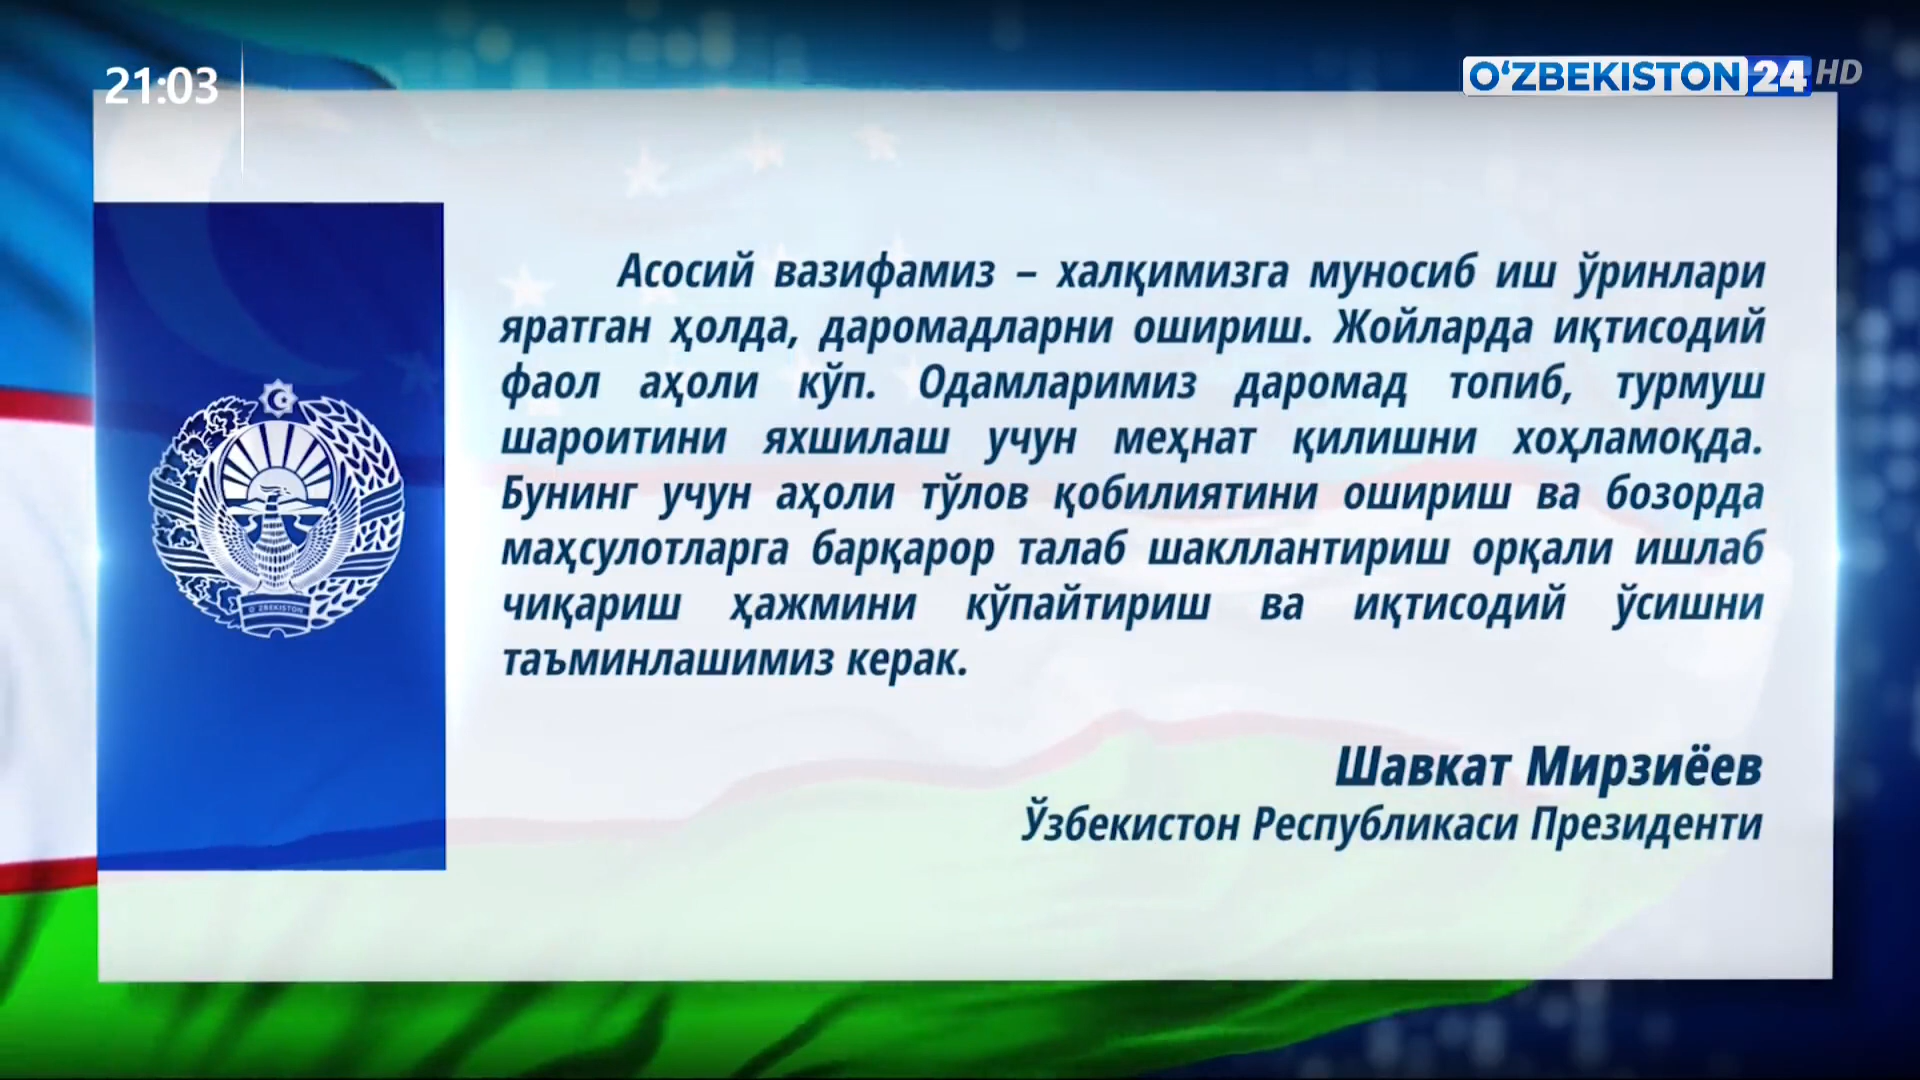 21:03
O‘ZBEKISTON 24 HD
Асосий вазифамиз – халқимизга муносиб иш ўринлари
яратган ҳолда, даромадларни ошириш. Жойларда иқтисодий
фаол аҳоли кўп. Одамларимиз даромад топиб, турмуш
шароитини яхшилаш учун меҳнат қилишни хоҳламоқда.
Бунинг учун аҳоли тўлов қобилиятини ошириш ва бозорда
маҳсулотларга барқарор талаб шакллантириш орқали ишлаб
чиқариш ҳажмини кўпайтириш ва иқтисодий ўсишни
таъминлашимиз керак.
O‘ZBEKISTON
Шавкат Мирзиёев
Ўзбекистон Республикаси Президенти